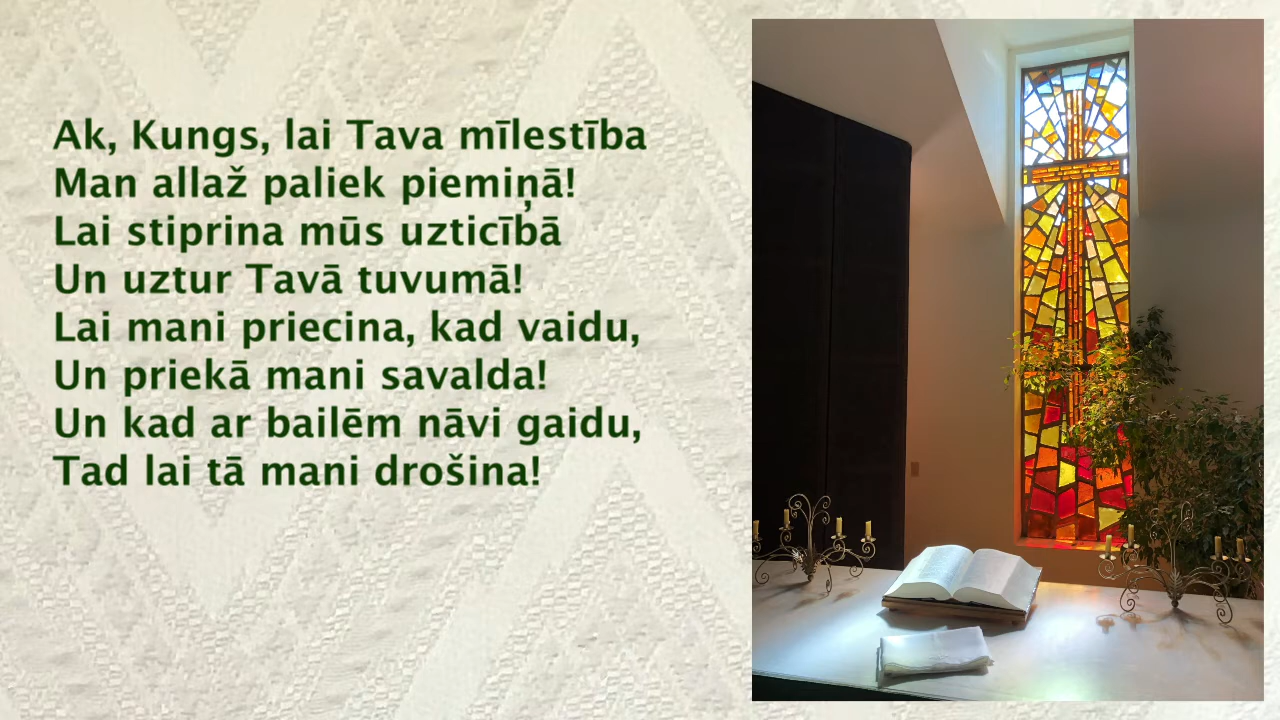 Ak, Kungs, lai Tava mīlestība
Man allaž paliek piemiņā!
Lai stiprina mūs uzticībā
Un uztur Tavā tuvumā!
Lai mani priecina, kad vaidu,
Un priekā mani savalda!
Un kad ar bailēm nāvi gaidu,
Tad lai tā mani drošina!